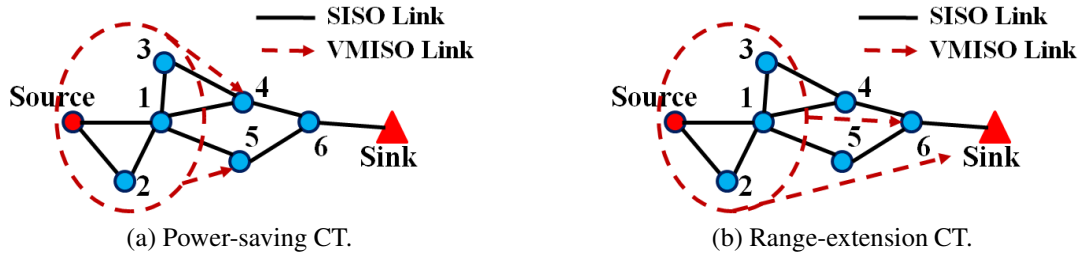 SISO Link
VMISO Link
Source
1
2
3
4
5
6
Sink
(a) Power-saving CT.
SISO Link
VMISO Link
Source
1
2
3
4
5
6
Sink
(b) Range-extension CT.